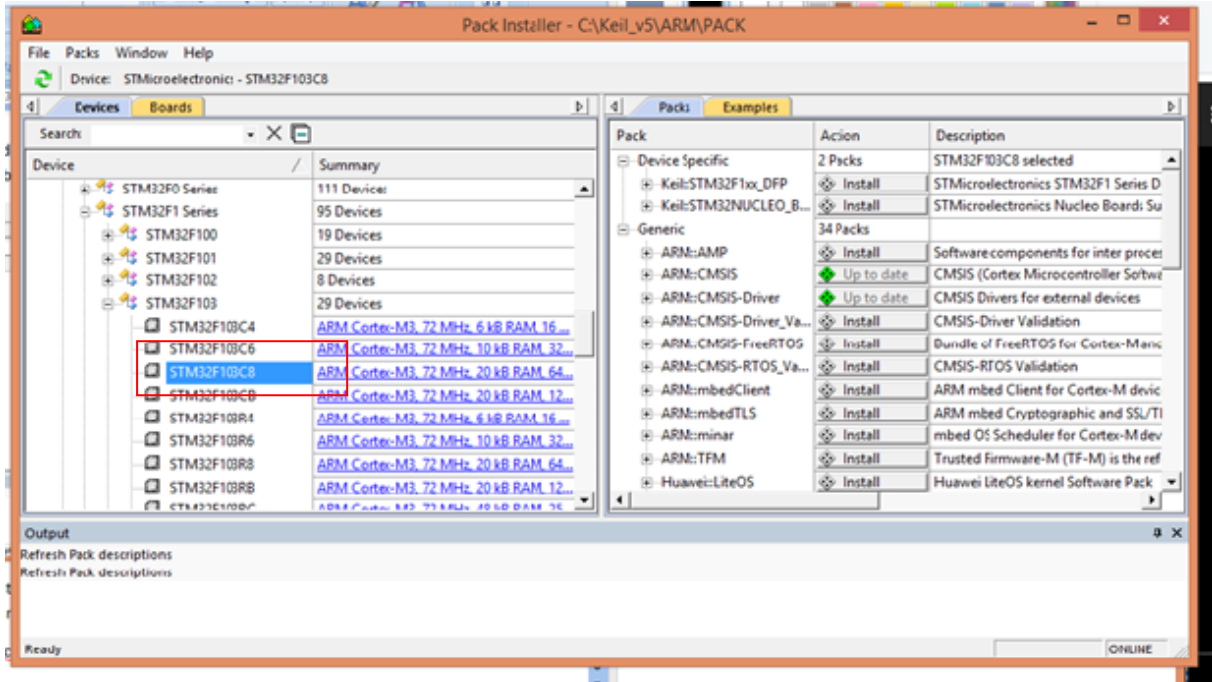 Pack Installer - C:\Keil_v5\ARM\PACK
File Packs Window Help
Device: STMicroelectronics - STM32F103C8
Devices Boards
Search:
Device / Summary
STM32F0 Series 111 Devices
STM32F1 Series 95 Devices
STM32F100 19 Devices
STM32F101 29 Devices
STM32F102 8 Devices
STM32F103 29 Devices
STM32F103C4 ARM Cortex-M3, 72 MHz, 6 kB RAM, 16 ...
STM32F103C6 ARM Cortex-M3, 72 MHz, 10 kB RAM, 32...
STM32F103C8 ARM Cortex-M3, 72 MHz, 20 kB RAM, 64...
STM32F103CB ARM Cortex-M3, 72 MHz, 20 kB RAM, 12...
STM32F103R4 ARM Cortex-M3, 72 MHz, 6 kB RAM, 16 ...
STM32F103R6 ARM Cortex-M3, 72 MHz, 10 kB RAM, 32...
STM32F103R8 ARM Cortex-M3, 72 MHz, 20 kB RAM, 64...
STM32F103RB ARM Cortex-M3, 72 MHz, 20 kB RAM, 12...
STM32F103RC ARM Cortex-M3, 72 MHz, 48 kB RAM, 25
Packs Examples
Pack Action Description
Device Specific 2 Packs STM32F103C8 selected
Keil::STM32F1xx_DFP Install STMicroelectronics STM32F1 Series D
Keil::STM32NUCLEO_B... Install STMicroelectronics Nucleo Boards Su
Generic 34 Packs
ARM::AMP Install Software components for inter proces
ARM::CMSIS Up to date CMSIS (Cortex Microcontroller Softwa
ARM::CMSIS-Driver Up to date CMSIS Drivers for external devices
ARM::CMSIS-Driver_Va... Install CMSIS-Driver Validation
ARM::CMSIS-FreeRTOS Install Bundle of FreeRTOS for Cortex-M and
ARM::CMSIS-RTOS_Va... Install CMSIS-RTOS Validation
ARM::mbedClient Install ARM mbed Client for Cortex-M devic
ARM::mbedTLS Install ARM mbed Cryptographic and SSL/TI
ARM::minar Install mbed OS Scheduler for Cortex-M dev
ARM::TFM Install Trusted Firmware-M (TF-M) is the ref
Huawei::LiteOS Install Huawei LiteOS kernel Software Pack
Output
Refresh Pack descriptions
Refresh Pack descriptions
Ready ONLINE